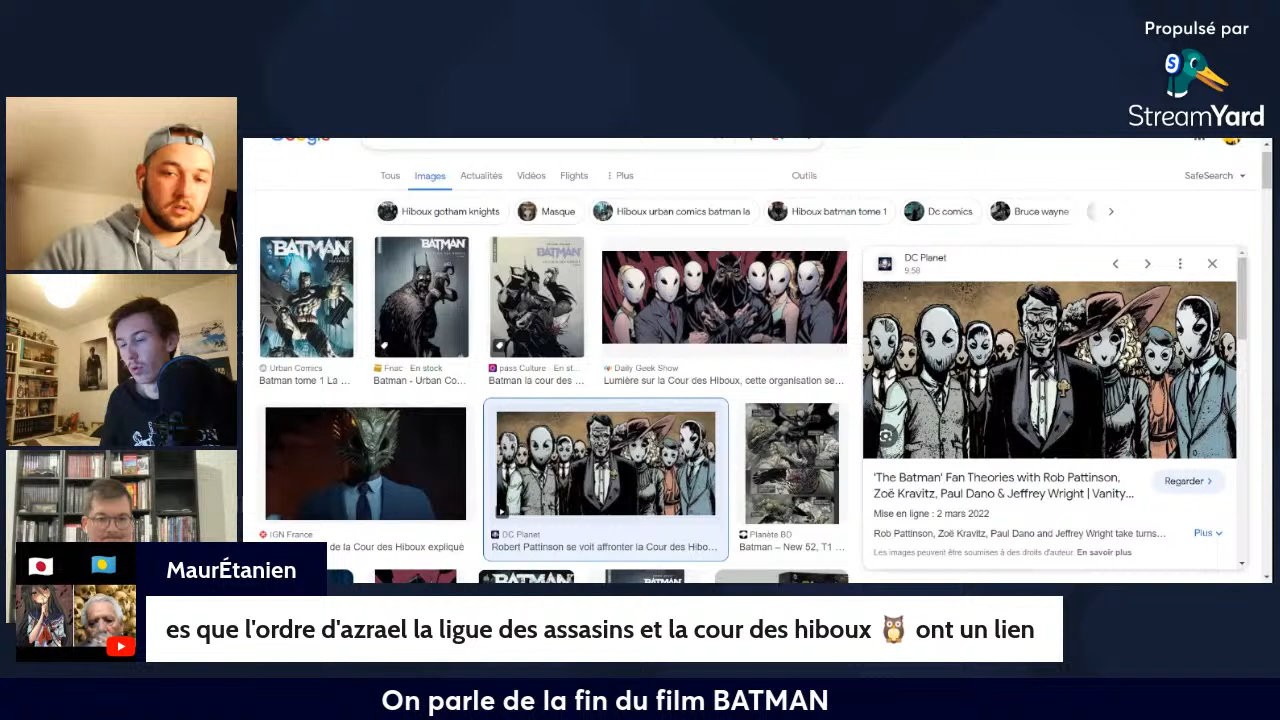 Propulsé par
StreamYard
Tous Images Actualités Vidéos Flights Plus Outils SafeSearch
Hiboux gotham knights Masque Hiboux urban comics batman la Hiboux batman tome 1 Dc comics Bruce wayne
DC Planet
9:58
BATMAN BATMAN BATMAN
Urban Comics Fnac · En stock pass Culture · En st... Daily Geek Show
Batman tome 1 La ... Batman - Urban Co... Batman la cour des ... Lumière sur la Cour des Hiboux, cette organisation se...
'The Batman' Fan Theories with Rob Pattinson,
Zoë Kravitz, Paul Dano & Jeffrey Wright | Vanity...
Regarder
Mise en ligne : 2 mars 2022
Rob Pattinson, Zoë Kravitz, Paul Dano and Jeffrey Wright take turns... Plus
Les images peuvent être soumises à des droits d'auteur. En savoir plus
IGN France DC Planet Planète BD
de la Cour des Hiboux expliqué Robert Pattinson se voit affronter la Cour des Hibo... Batman – New 52, T1 ...
BATMAN
MaurÉtanien
es que l'ordre d'azrael la ligue des assasins et la cour des hiboux 🦉 ont un lien
On parle de la fin du film BATMAN